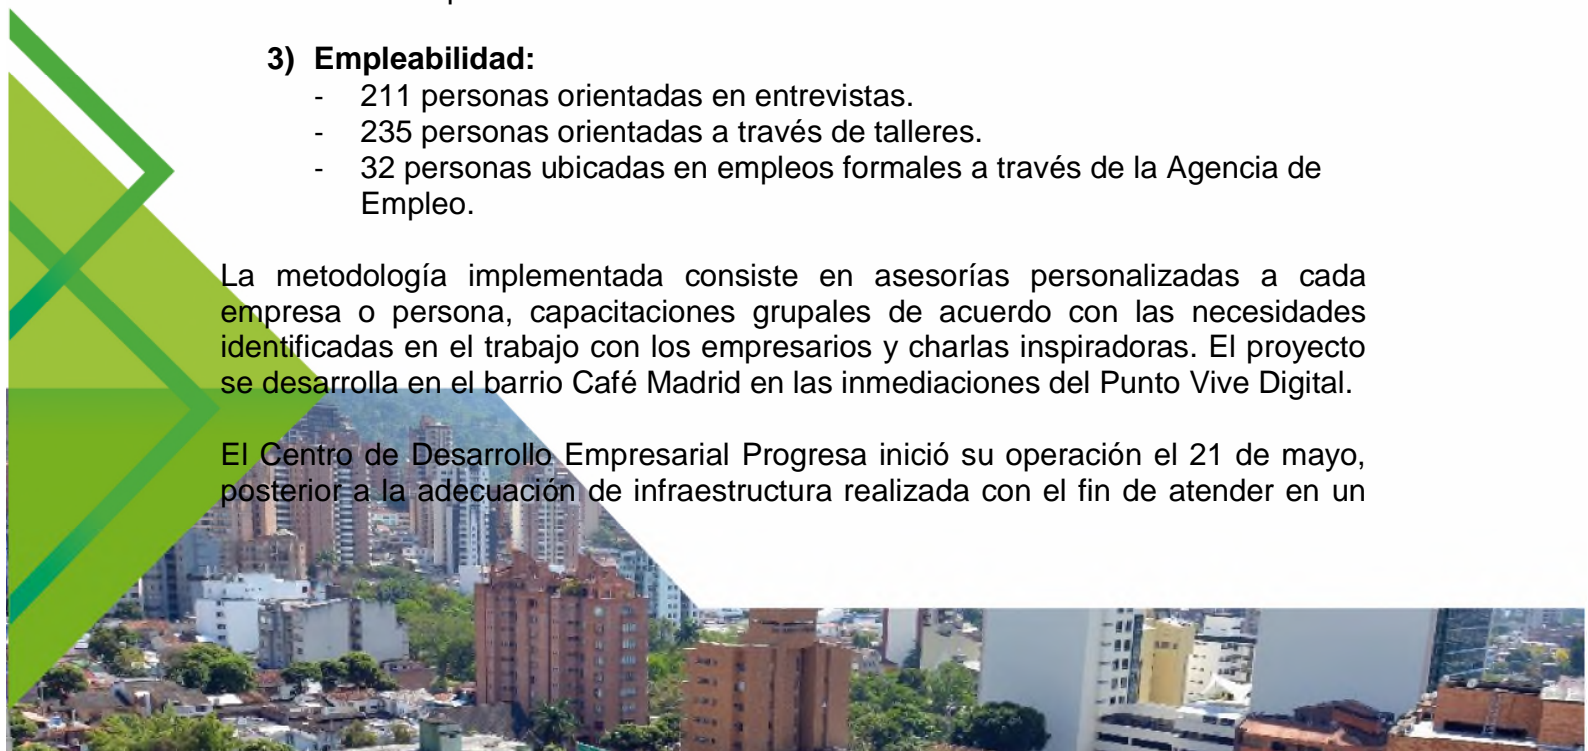 3) Empleabilidad:
- 211 personas orientadas en entrevistas.
- 235 personas orientadas a través de talleres.
- 32 personas ubicadas en empleos formales a través de la Agencia de
Empleo.
La metodología implementada consiste en asesorías personalizadas a cada
empresa o persona, capacitaciones grupales de acuerdo con las necesidades
identificadas en el trabajo con los empresarios y charlas inspiradoras. El proyecto
se desarrolla en el barrio Café Madrid en las inmediaciones del Punto Vive Digital.
El Centro de Desarrollo Empresarial Progresa inició su operación el 21 de mayo,
posterior a la adecuación de infraestructura realizada con el fin de atender en un